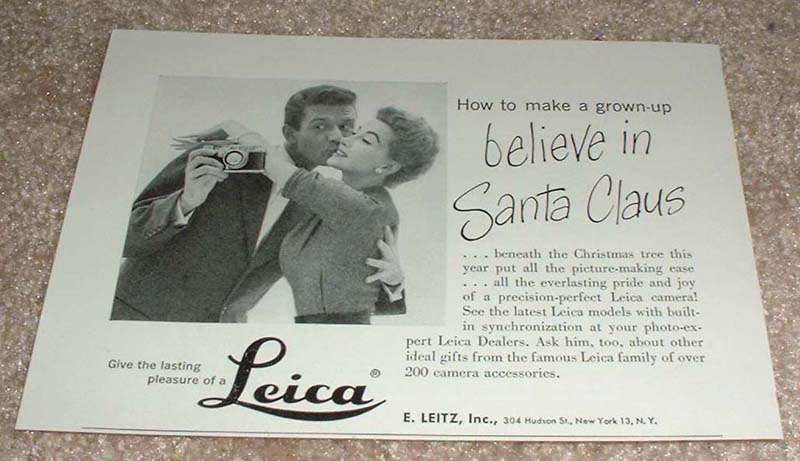 How to make a grown-up
believe in
Santa Claus
. . . beneath the Christmas tree this
year put all the picture-making ease
. . . all the everlasting pride and joy
of a precision-perfect Leica camera!
See the latest Leica models with built-
in synchronization at your photo-ex-
pert Leica Dealers. Ask him, too, about other
ideal gifts from the famous Leica family of over
200 camera accessories.
Give the lasting
pleasure of a
Leica®
E. LEITZ, Inc., 304 Hudson St., New York 13, N. Y.